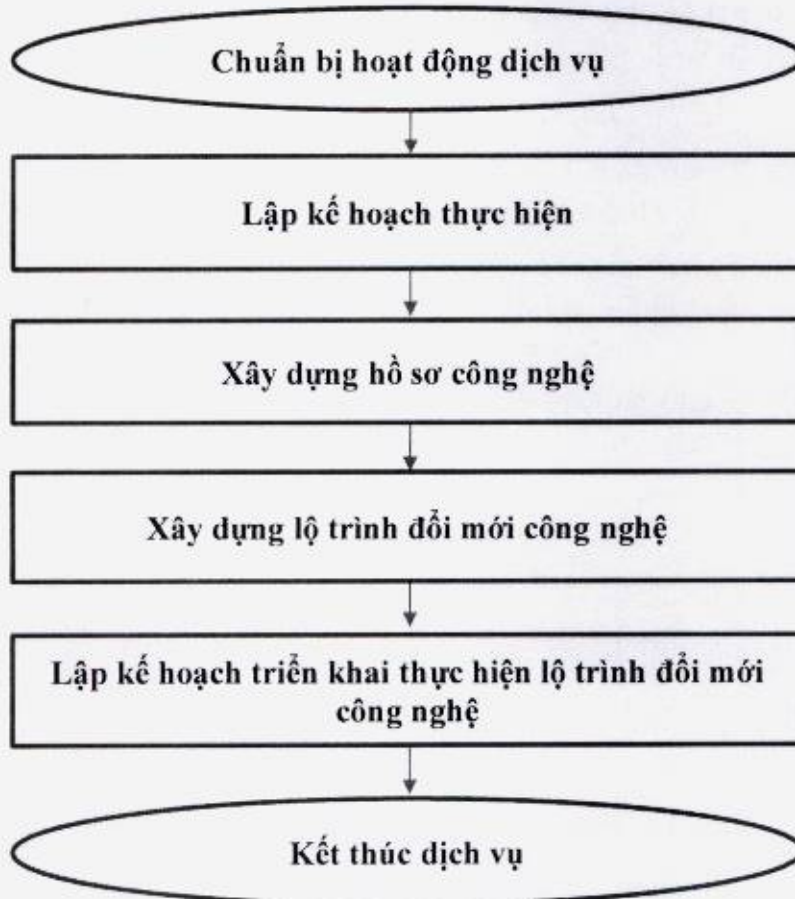 Chuẩn bị hoạt động dịch vụ
Lập kế hoạch thực hiện
Xây dựng hồ sơ công nghệ
Xây dựng lộ trình đổi mới công nghệ
Lập kế hoạch triển khai thực hiện lộ trình đổi mới
công nghệ
Kết thúc dịch vụ